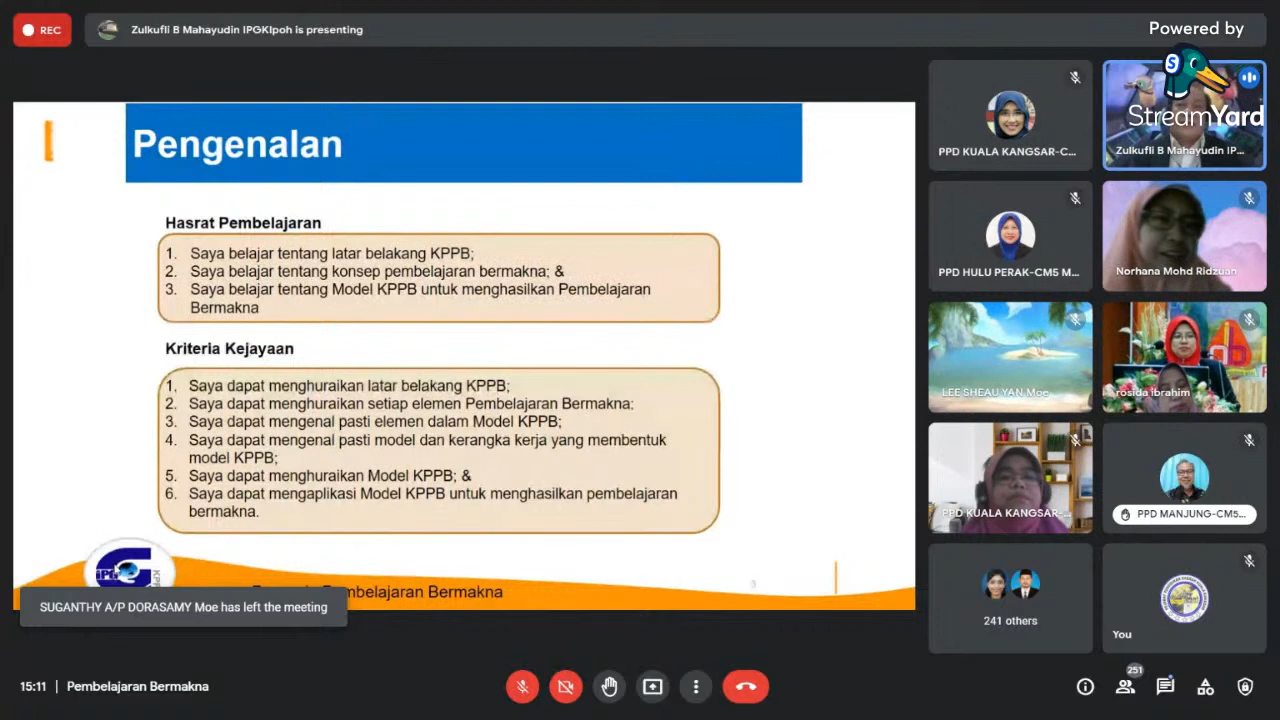 REC
Zulkufli B Mahayudin IPGKIpoh is presenting
Powered by
StreamYard
Pengenalan
Hasrat Pembelajaran
1. Saya belajar tentang latar belakang KPPB;
2. Saya belajar tentang konsep pembelajaran bermakna; &
3. Saya belajar tentang Model KPPB untuk menghasilkan Pembelajaran
Bermakna
Kriteria Kejayaan
1. Saya dapat menghuraikan latar belakang KPPB;
2. Saya dapat menghuraikan setiap elemen Pembelajaran Bermakna:
3. Saya dapat mengenal pasti elemen dalam Model KPPB;
4. Saya dapat mengenal pasti model dan kerangka kerja yang membentuk
model KPPB;
5. Saya dapat menghuraikan Model KPPB; &
6. Saya dapat mengaplikasi Model KPPB untuk menghasilkan pembelajaran
bermakna.
3
mbelajaran Bermakna
SUGANTHY A/P DORASAMY Moe has left the meeting
PPD KUALA KANGSAR-C...
Zulkufli B Mahayudin IP...
PPD HULU PERAK-CM5 M...
Norhana Mohd Ridzuan
LEE SHEAU YAN Moe
rosida ibrahim
PPD KUALA KANGSAR-...
PPD MANJUNG-CM5...
241 others
You
15:11 | Pembelajaran Bermakna
251